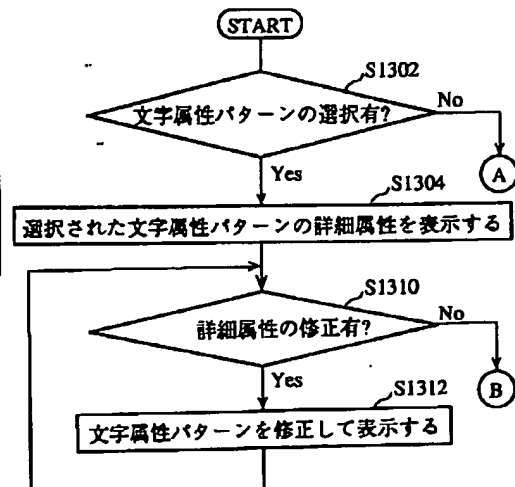 START
S1302
文字属性パターンの選択有?
No
Yes
A
S1304
選択された文字属性パターンの詳細属性を表示する
S1310
詳細属性の修正有?
No
Yes
B
S1312
文字属性パターンを修正して表示する